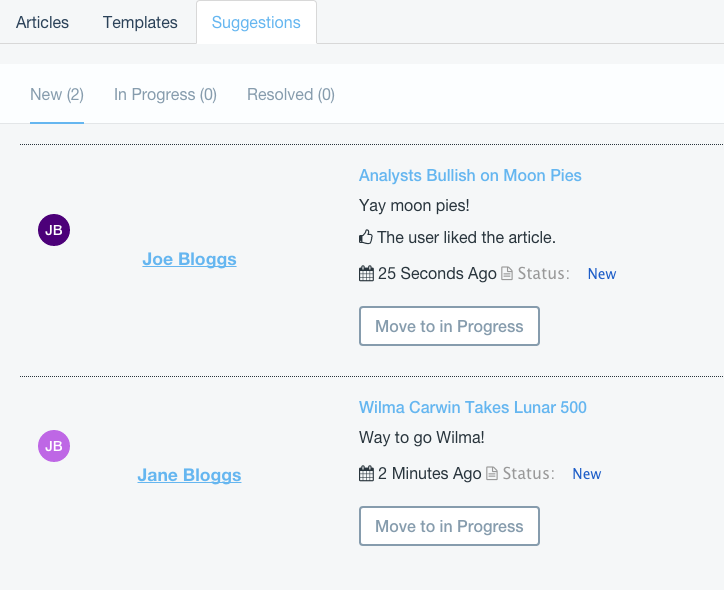 Articles Templates Suggestions
New (2) In Progress (0) Resolved (0)
Analysts Bullish on Moon Pies
Yay moon pies!
JB
The user liked the article.
Joe Bloggs
25 Seconds Ago Status: New
Move to in Progress
Wilma Carwin Takes Lunar 500
Way to go Wilma!
JB
Jane Bloggs
2 Minutes Ago Status: New
Move to in Progress